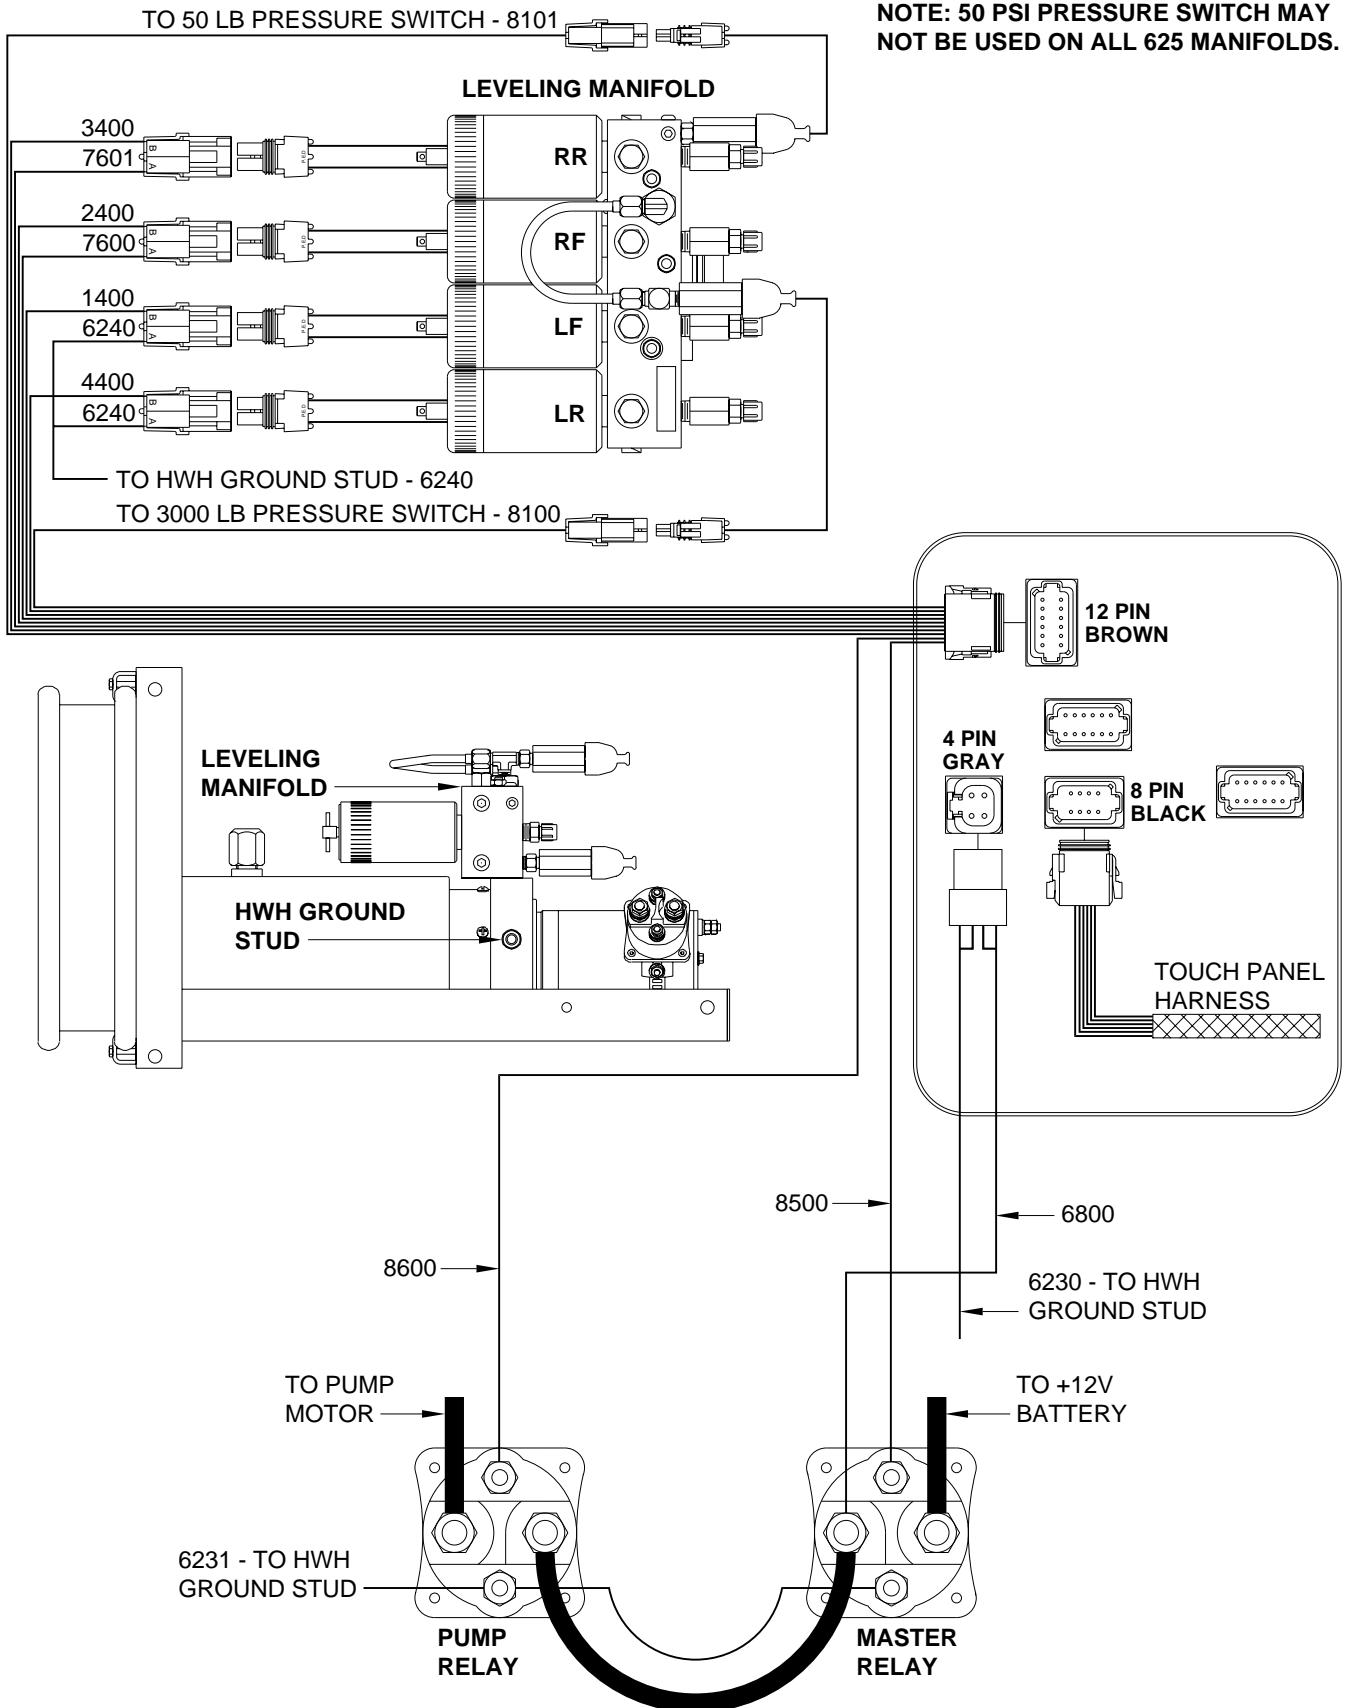 TO 50 LB PRESSURE SWITCH - 8101
NOTE: 50 PSI PRESSURE SWITCH MAY
NOT BE USED ON ALL 625 MANIFOLDS.
LEVELING MANIFOLD
3400
7601
B
A
P.E.D
RR
2400
7600
B
A
P.E.D
RF
1400
6240
B
A
P.E.D
LF
4400
6240
B
A
P.E.D
LR
TO HWH GROUND STUD - 6240
TO 3000 LB PRESSURE SWITCH - 8100
12 PIN
BROWN
LEVELING
MANIFOLD
4 PIN
GRAY
8 PIN
BLACK
HWH GROUND
STUD
TOUCH PANEL
HARNESS
8500
6800
8600
6230 - TO HWH
GROUND STUD
TO PUMP
MOTOR
TO +12V
BATTERY
6231 - TO HWH
GROUND STUD
PUMP
RELAY
MASTER
RELAY